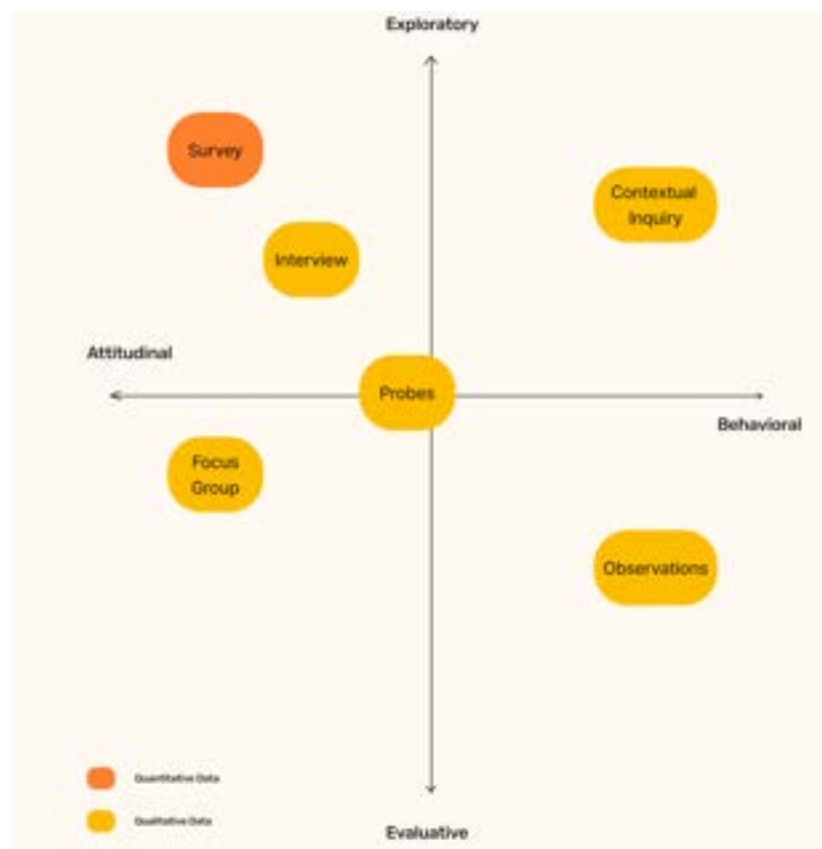 Exploratory
Survey
Contextual
Inquiry
Interview
Attitudinal
Probes
Behavioral
Focus
Group
Observations
Quantitative Data
Qualitative Data
Evaluative